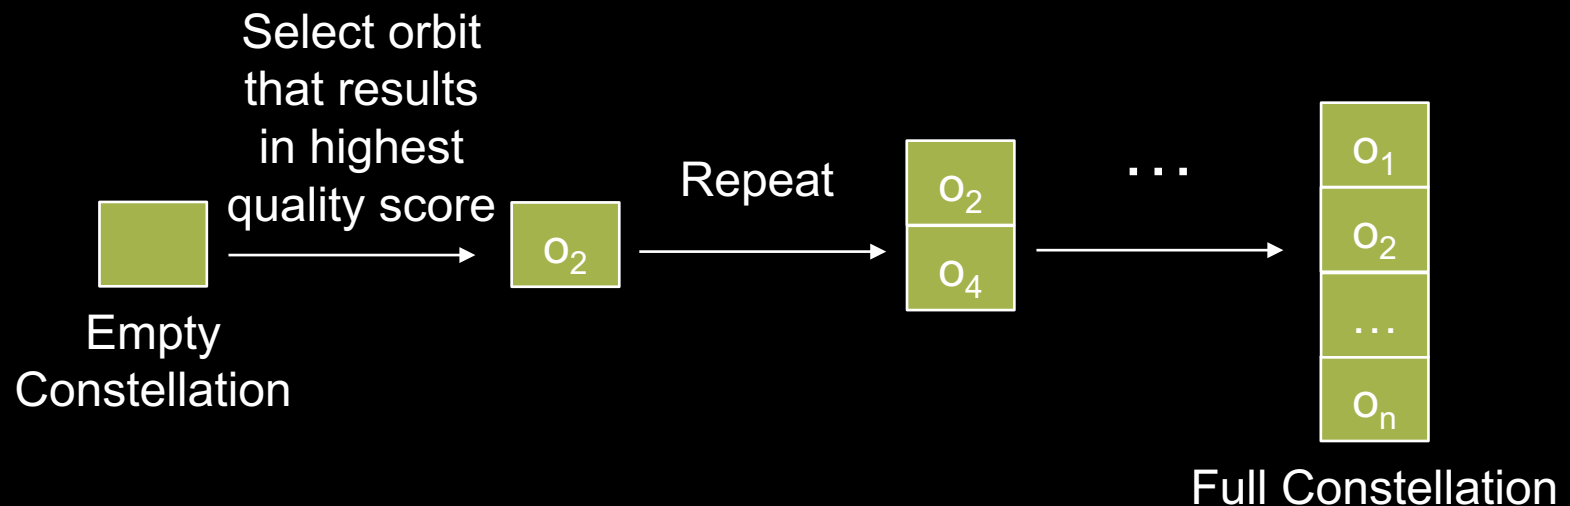 Select orbit
that results
in highest
quality score
Empty
Constellation
o₂
Repeat
o₂
o₄
...
o₁
o₂
...
oₙ
Full Constellation